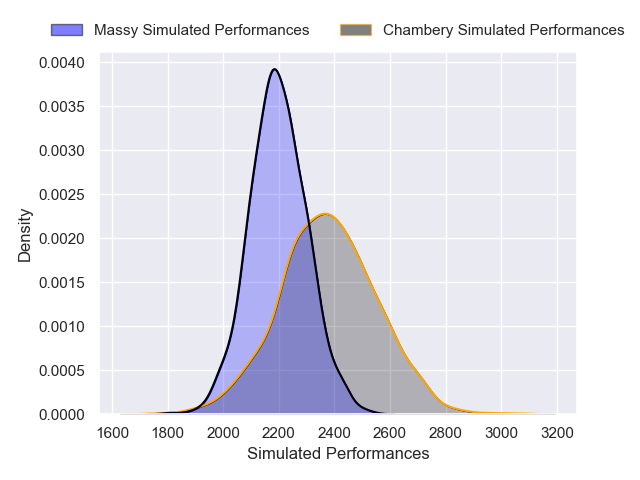 Massy Simulated Performances
Chambery Simulated Performances
0.0040
0.0035
0.0030
0.0025
0.0020
0.0015
0.0010
0.0005
0.0000
Density
1600 1800 2000 2200 2400 2600 2800 3000 3200
Simulated Performances